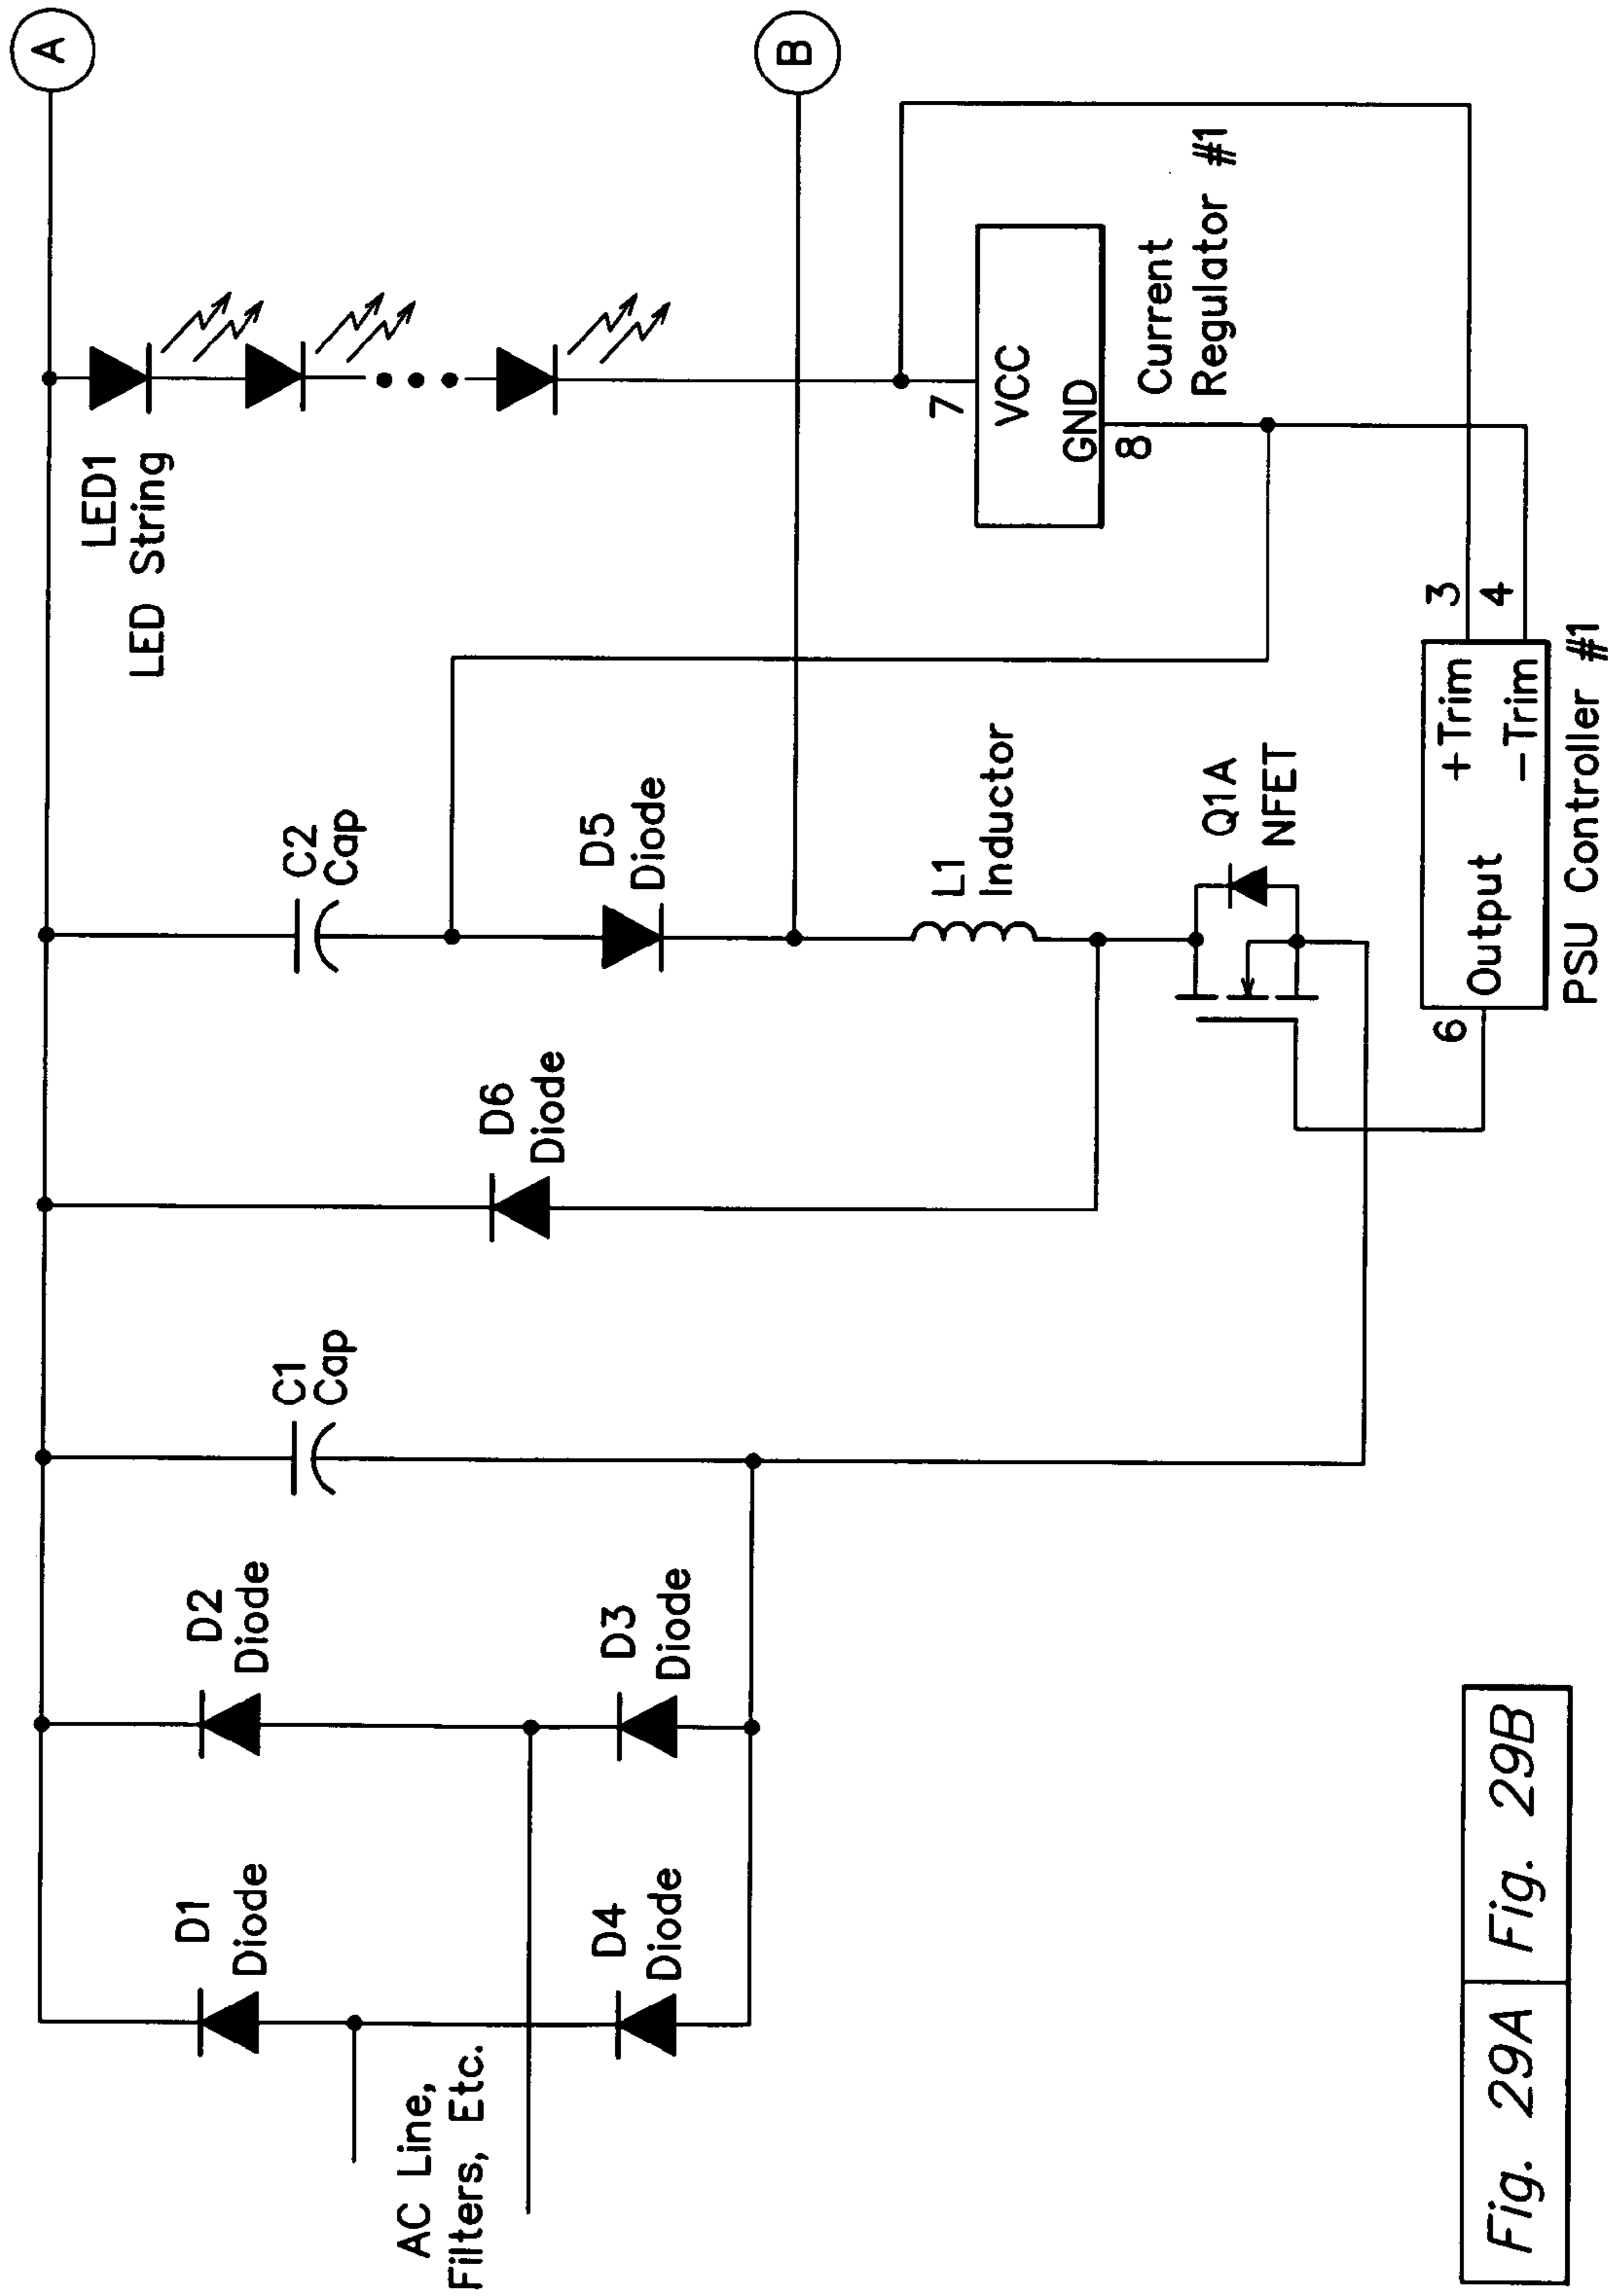 A
B
LED1
LED String
C2
Cap
D5
Diode
L1
Inductor
Q1A
NFET
7
VCC
GND
8
Current
Regulator #1
3
4
+Trim
−Trim
Output
6
PSU Controller #1
D6
Diode
C1
Cap
D2
Diode
D3
Diode
D1
Diode
D4
Diode
AC Line,
Filters, Etc.
Fig. 29A
Fig. 29B